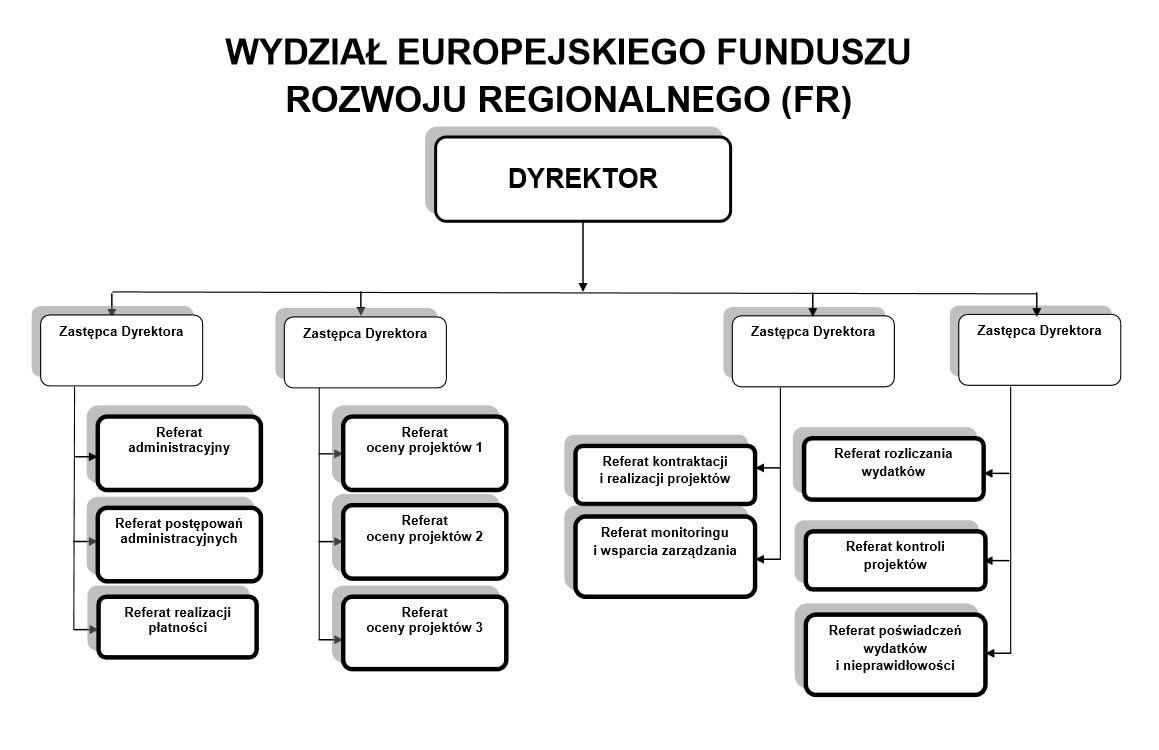 WYDZIAŁ EUROPEJSKIEGO FUNDUSZU
ROZWOJU REGIONALNEGO (FR)
DYREKTOR
Zastępca Dyrektora
Zastępca Dyrektora
Zastępca Dyrektora
Zastępca Dyrektora
Referat
administracyjny
Referat postępowań
administracyjnych
Referat realizacji
płatności
Referat
oceny projektów 1
Referat
oceny projektów 2
Referat
oceny projektów 3
Referat kontraktacji
i realizacji projektów
Referat monitoringu
i wsparcia zarządzania
Referat rozliczania
wydatków
Referat kontroli
projektów
Referat poświadczeń
wydatków
i nieprawidłowości